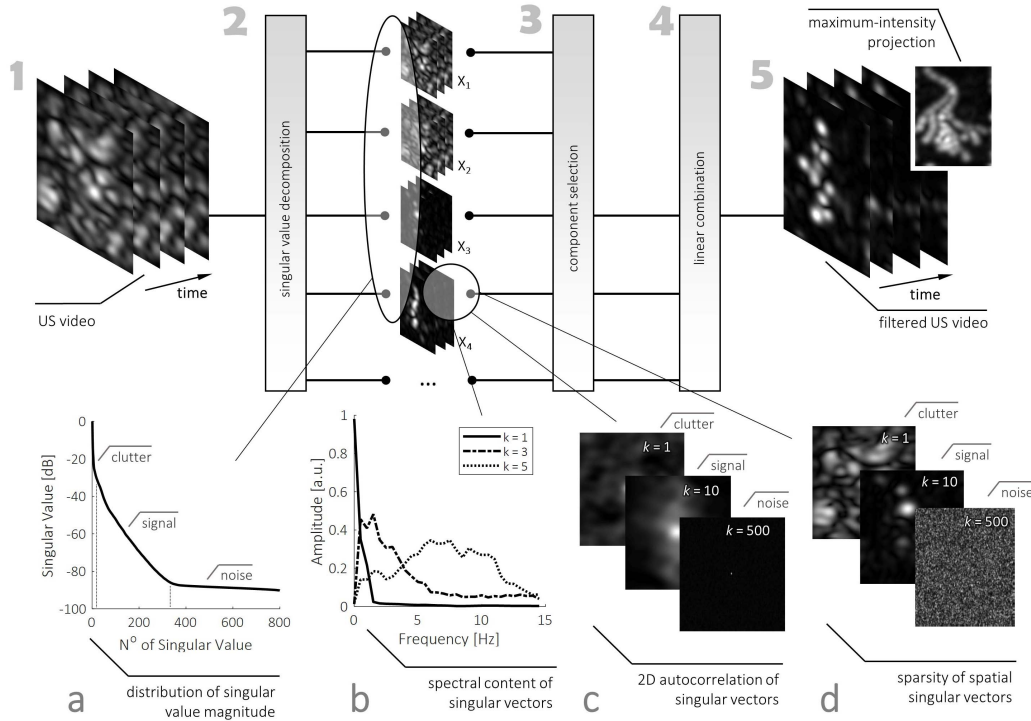 1
2
3
4
5
maximum-intensity
projection
US video
time
singular value decomposition
X1
X2
X3
X4
...
component selection
linear combination
time
filtered US video
0
-20
-40
-60
-80
-100
Singular Value [dB]
clutter
signal
noise
0 200 400 600 800
N° of Singular Value
a
distribution of singular
value magnitude
1
0.8
0.6
0.4
0.2
0
Amplitude [a.u.]
k = 1
k = 3
k = 5
0 5 10 15
Frequency [Hz]
b
spectral content of
singular vectors
clutter
k = 1
signal
k = 10
noise
k = 500
c
2D autocorrelation of
singular vectors
clutter
k = 1
signal
k = 10
noise
k = 500
d
sparsity of spatial
singular vectors